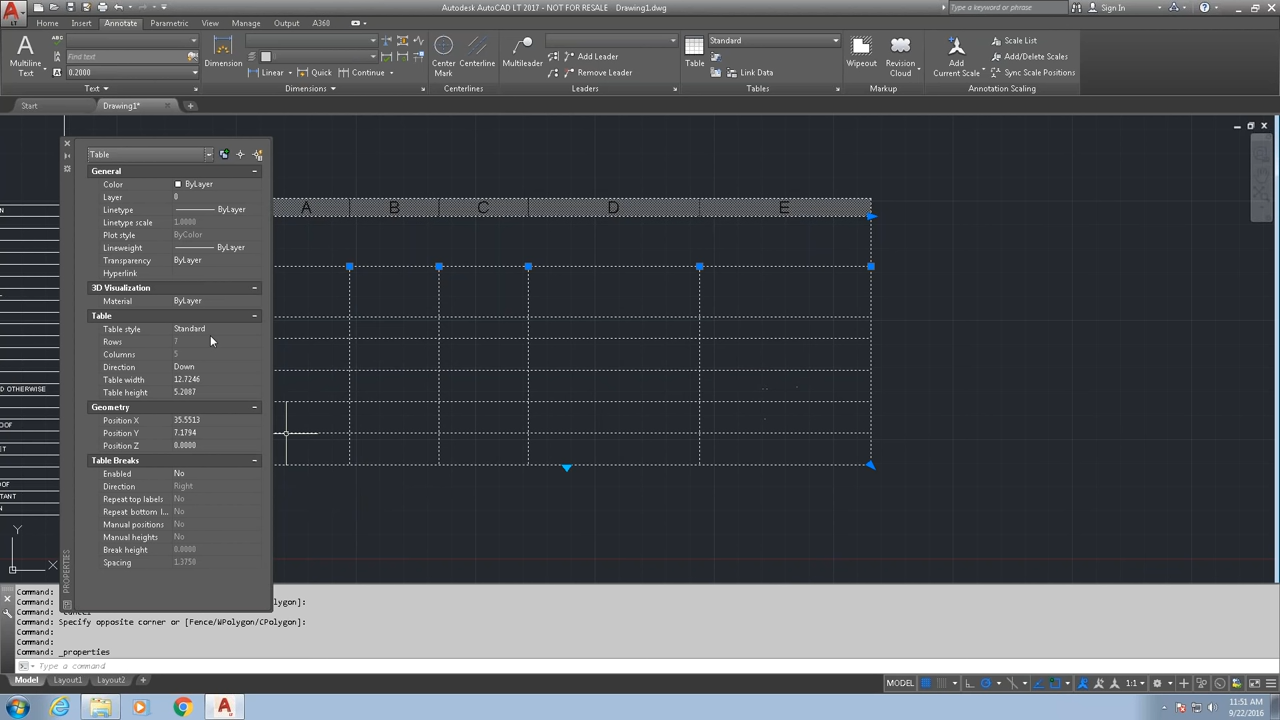 Autodesk AutoCAD LT 2017 - NOT FOR RESALE   Drawing1.dwg
Type a keyword or phrase
Sign In
LT
Home Insert Annotate Parametric View Manage Output A360
Standard
Find text
0.2000
Multiline Text
Dimension
Linear Quick Continue
Center Mark
Centerline
Multileader
Add Leader
Remove Leader
Table
Link Data
Wipeout
Revision Cloud
Add Current Scale
Scale List
Add/Delete Scales
Sync Scale Positions
Text Dimensions Centerlines Leaders Tables Markup Annotation Scaling
Start Drawing1*
Table
General
Color ByLayer
Layer 0
Linetype ByLayer
Linetype scale 1.0000
Plot style ByColor
Lineweight ByLayer
Transparency ByLayer
Hyperlink
3D Visualization
Material ByLayer
Table
Table style Standard
Rows 7
Columns 5
Direction Down
Table width 12.7246
Table height 5.2087
Geometry
Position X 35.5513
Position Y 7.1794
Position Z 0.0000
Table Breaks
Enabled No
Direction Right
Repeat top labels No
Repeat bottom l... No
Manual positions No
Manual heights No
Break height 0.0000
Spacing 1.3750
PROPERTIES
A B C D E
D OTHERWISE
OOF
ET
OOF
STANT
ON
Y
X
Command:
olygon]:
Command: *Cancel*
Command: Specify opposite corner or [Fence/WPolygon/CPolygon]:
Command:
Command:
Command: _properties
Type a command
Model Layout1 Layout2
MODEL
1:1
11:51 AM
9/22/2016